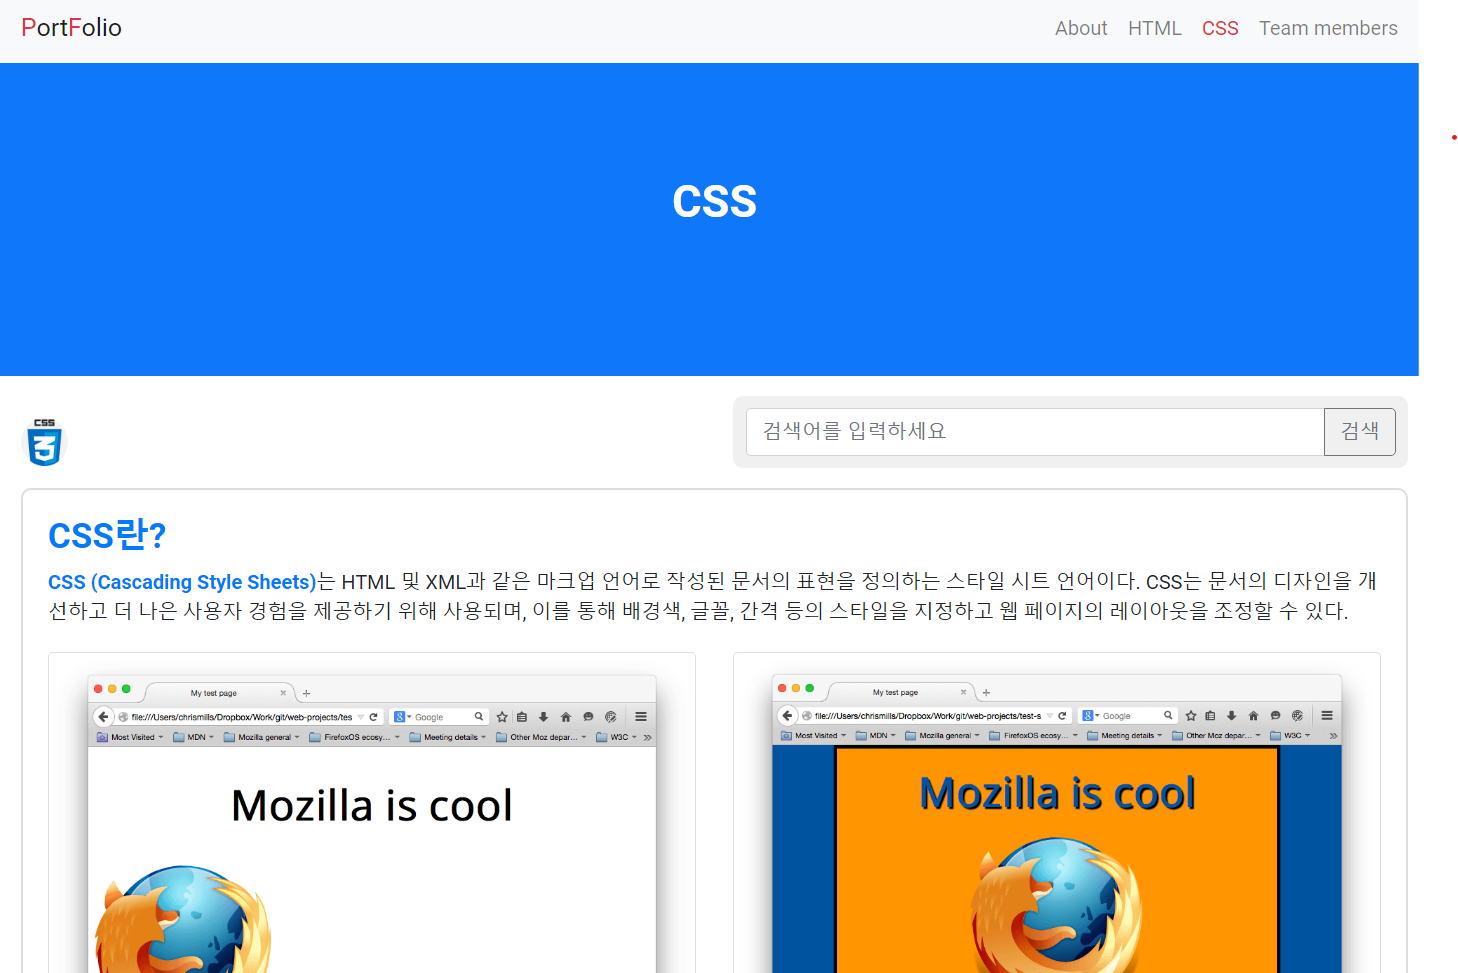 PortFolio
About HTML CSS Team members
CSS
CSS
3
검색어를 입력하세요
검색
CSS란?
CSS (Cascading Style Sheets)는 HTML 및 XML과 같은 마크업 언어로 작성된 문서의 표현을 정의하는 스타일 시트 언어이다. CSS는 문서의 디자인을 개
선하고 더 나은 사용자 경험을 제공하기 위해 사용되며, 이를 통해 배경색, 글꼴, 간격 등의 스타일을 지정하고 웹 페이지의 레이아웃을 조정할 수 있다.
My test page
file:///Users/chrismills/Dropbox/Work/git/web-projects/tes
Google
Most Visited MDN Mozilla general FirefoxOS ecosy... Meeting details Other Moz depar... W3C
Mozilla is cool
My test page
file:///Users/chrismills/Dropbox/Work/git/web-projects/test-s
Google
Most Visited MDN Mozilla general FirefoxOS ecosy... Meeting details Other Moz depar... W3C
Mozilla is cool